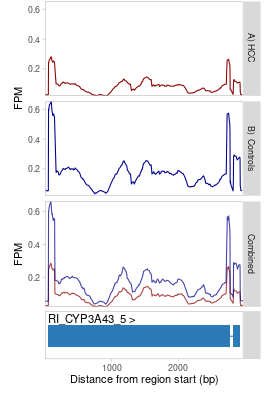 0.6
0.4
0.2
A) HCC
FPM
0.6
0.4
0.2
B) Controls
0.6
0.4
0.2
FPM
Combined
RI_CYP3A43_5 >
1000
2000
Distance from region start (bp)